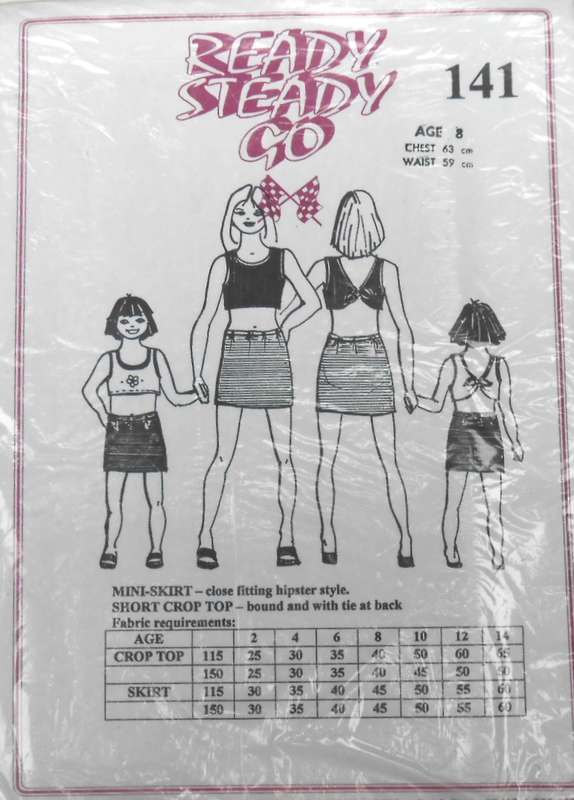 READY
STEADY
GO
141
AGE 8
CHEST 63 cm
WAIST 59 cm
MINI-SKIRT – close fitting hipster style.
SHORT CROP TOP – bound and with tie at back
Fabric requirements:
AGE 2 4 6 8 10 12 14
CROP TOP 115 25 30 35 40 50 60 65
150 25 30 35 40 45 50 50
SKIRT 115 30 35 40 45 50 55 60
150 30 35 40 45 50 55 60